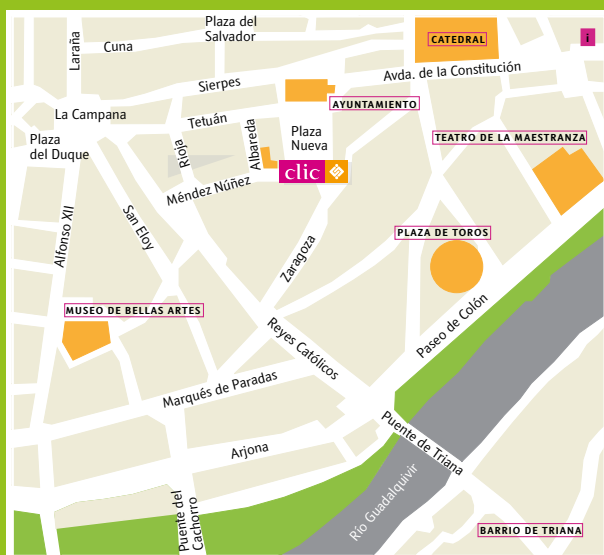 Plaza del
Salvador
Cuna
Laraña
CATEDRAL
i
Avda. de la Constitución
Sierpes
AYUNTAMIENTO
La Campana
Tetuán
TEATRO DE LA MAESTRANZA
Plaza
del Duque
Rioja
Albareda
Plaza
Nueva
clic
Méndez Núñez
Alfonso XII
San Eloy
Zaragoza
PLAZA DE TOROS
MUSEO DE BELLAS ARTES
Reyes Católicos
Paseo de Colón
Marqués de Paradas
Arjona
Puente de Triana
Puente del
Cachorro
Río Guadalquivir
BARRIO DE TRIANA